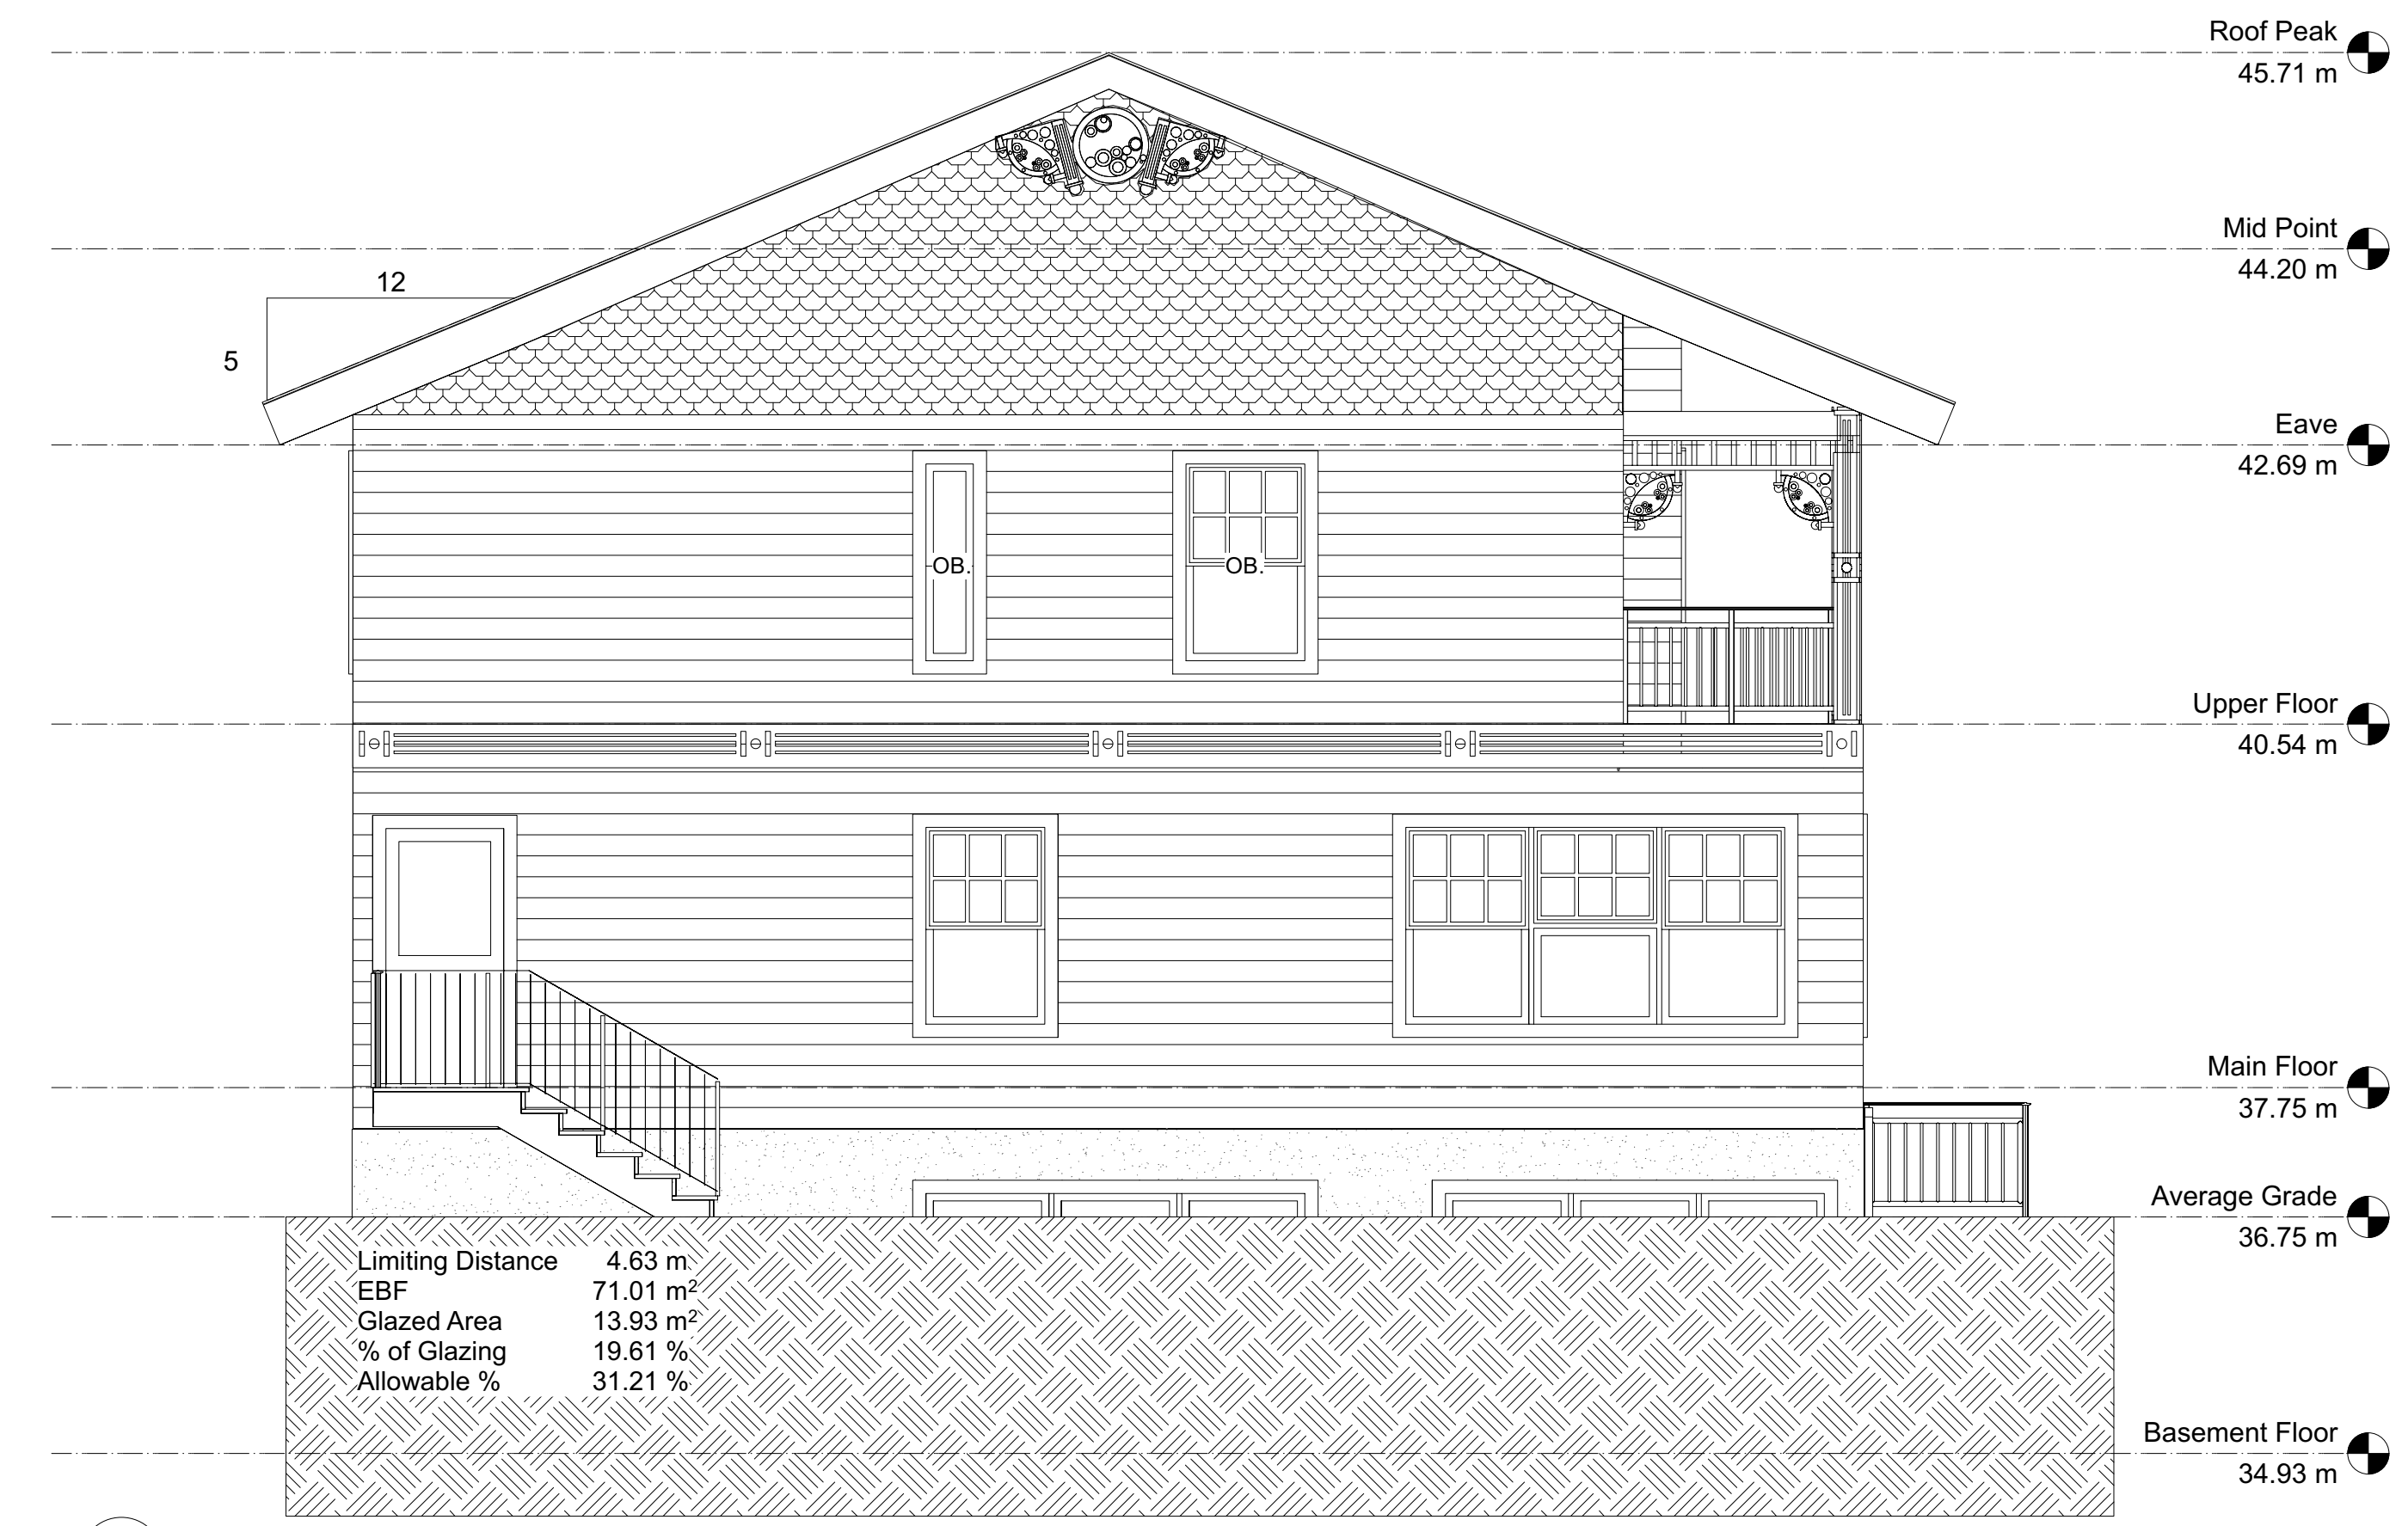 Roof Peak
45.71 m
Mid Point
44.20 m
12
5
Eave
42.69 m
OB.
OB.
Upper Floor
40.54 m
Main Floor
37.75 m
Average Grade
36.75 m
Limiting Distance 4.63 m
EBF 71.01 m²
Glazed Area 13.93 m²
% of Glazing 19.61 %
Allowable % 31.21 %
Basement Floor
34.93 m